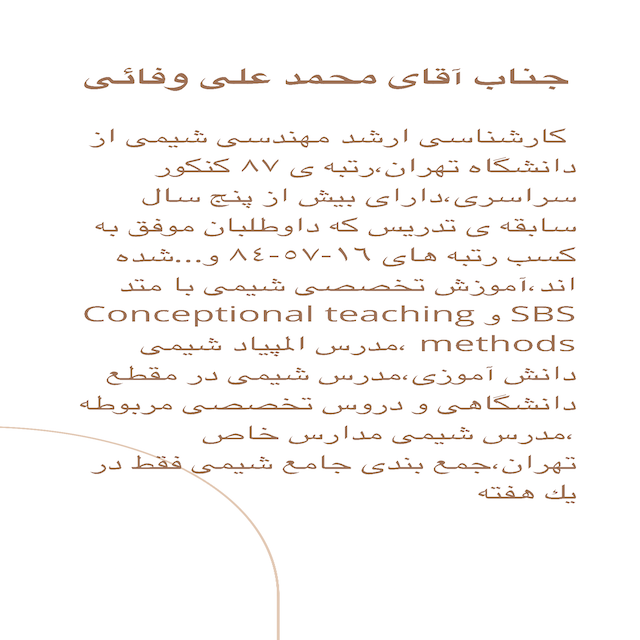 جناب آقای محمد علی وفائی
کارشناسی ارشد مهندسی شیمی از
دانشگاه تهران،رتبه ی ۸۷ کنکور
سراسری،دارای بیش از پنج سال
سابقه ی تدریس که داوطلبان موفق به
کسب رتبه های ۱۶-۵۷-۸٤ و...شده
اند،آموزش تخصصی شیمی با متد
SBS و Conceptional teaching
methods ،مدرس المپیاد شیمی
دانش آموزی،مدرس شیمی در مقطع
دانشگاهی و دروس تخصصی مربوطه
،مدرس شیمی مدارس خاص
تهران،جمع بندی جامع شیمی فقط در
یك هفته